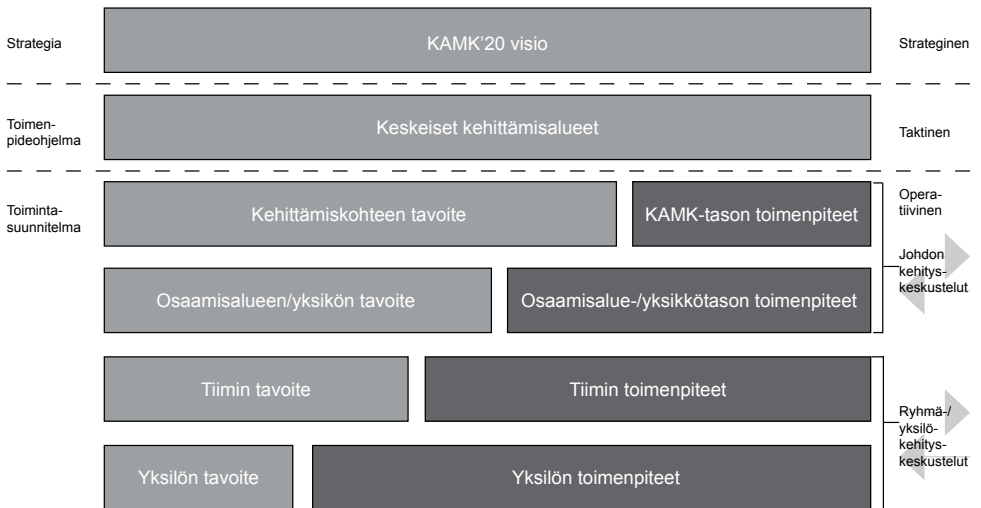 Strategia
KAMK'20 visio
Strateginen
Toimen-
pideohjelma
Keskeiset kehittämisalueet
Taktinen
Toiminta-
suunnitelma
Kehittämiskohteen tavoite
KAMK-tason toimenpiteet
Opera-
tiivinen
Johdon
kehitys-
keskustelut
Osaamisalueen/yksikön tavoite
Osaamisalue-/yksikkötason toimenpiteet
Tiimin tavoite
Tiimin toimenpiteet
Ryhmä-/
yksilö-
kehitys-
keskustelut
Yksilön tavoite
Yksilön toimenpiteet